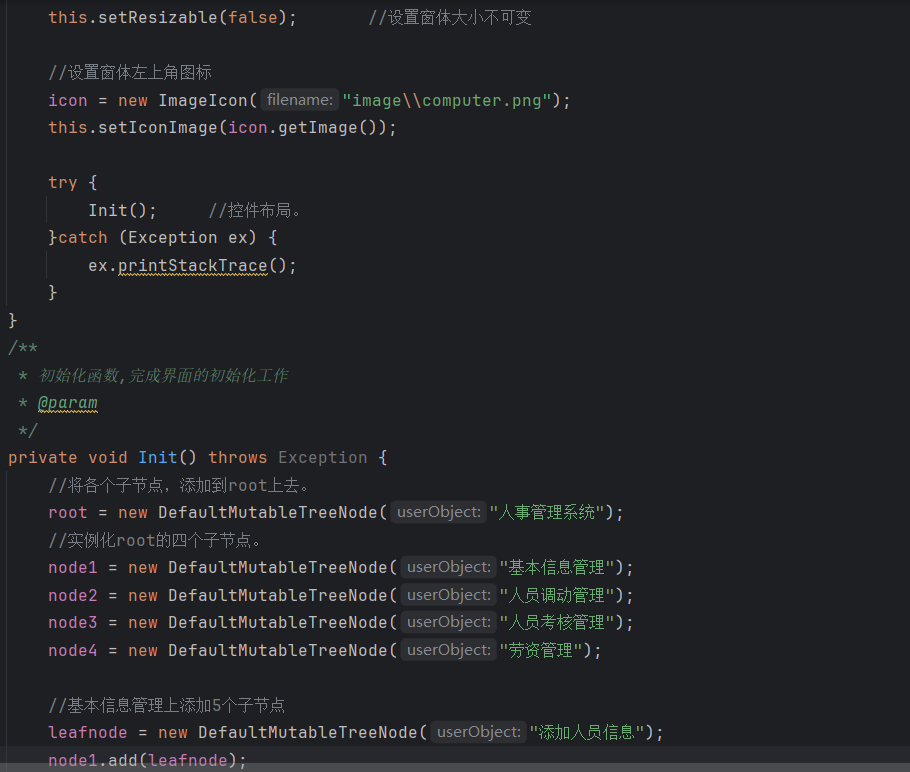 this.setResizable(false);       //设置窗体大小不可变
//设置窗体左上角图标
icon = new ImageIcon( filename: "image\\computer.png");
this.setIconImage(icon.getImage());
try {
Init();     //控件布局。
}catch (Exception ex) {
ex.printStackTrace();
}
}
/**
* 初始化函数,完成界面的初始化工作
* @param
*/
private void Init() throws Exception {
//将各个子节点，添加到root上去。
root = new DefaultMutableTreeNode( userObject: "人事管理系统");
//实例化root的四个子节点。
node1 = new DefaultMutableTreeNode( userObject: "基本信息管理");
node2 = new DefaultMutableTreeNode( userObject: "人员调动管理");
node3 = new DefaultMutableTreeNode( userObject: "人员考核管理");
node4 = new DefaultMutableTreeNode( userObject: "劳资管理");
//基本信息管理上添加5个子节点
leafnode = new DefaultMutableTreeNode( userObject: "添加人员信息");
node1.add(leafnode);